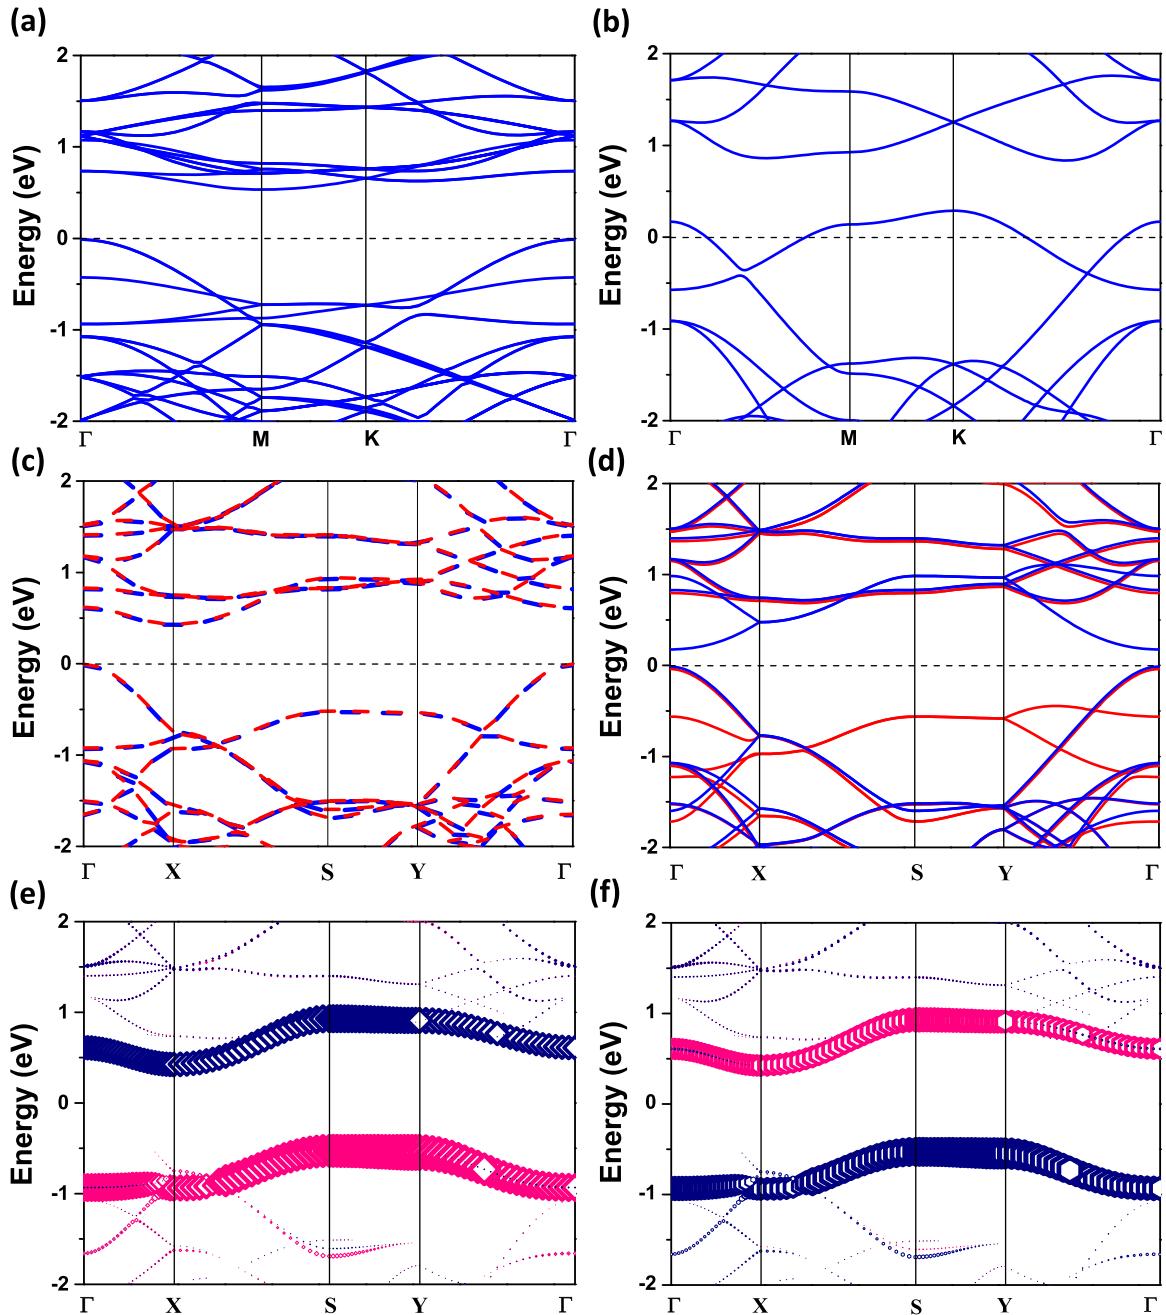 (a)
(b)
Energy (eV)
2
1
0
-1
-2
Γ
M
K
Γ
Energy (eV)
2
1
0
-1
-2
Γ
M
K
Γ
(c)
(d)
Energy (eV)
2
1
0
-1
-2
Γ
X
S
Y
Γ
Energy (eV)
2
1
0
-1
-2
Γ
X
S
Y
Γ
(e)
(f)
Energy (eV)
2
1
0
-1
-2
Γ
X
S
Y
Γ
Energy (eV)
2
1
0
-1
-2
Γ
X
S
Y
Γ